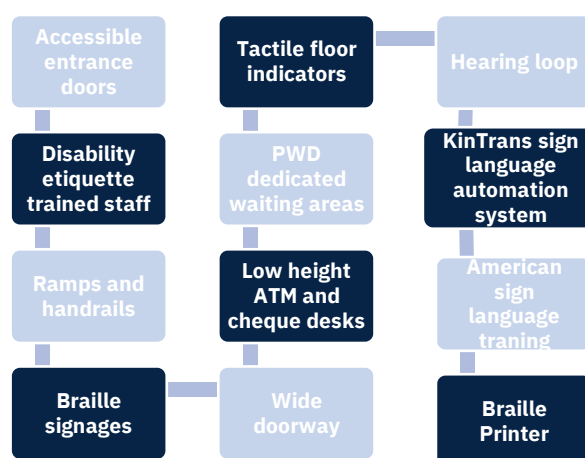 Accessible
entrance
doors
Disability
etiquette
trained staff
Ramps and
handrails
Braille
signages
Wide
doorway
Low height
ATM and
cheque desks
PWD
dedicated
waiting areas
Tactile floor
indicators
Hearing loop
KinTrans sign
language
automation
system
American
sign
language
traning
Braille
Printer